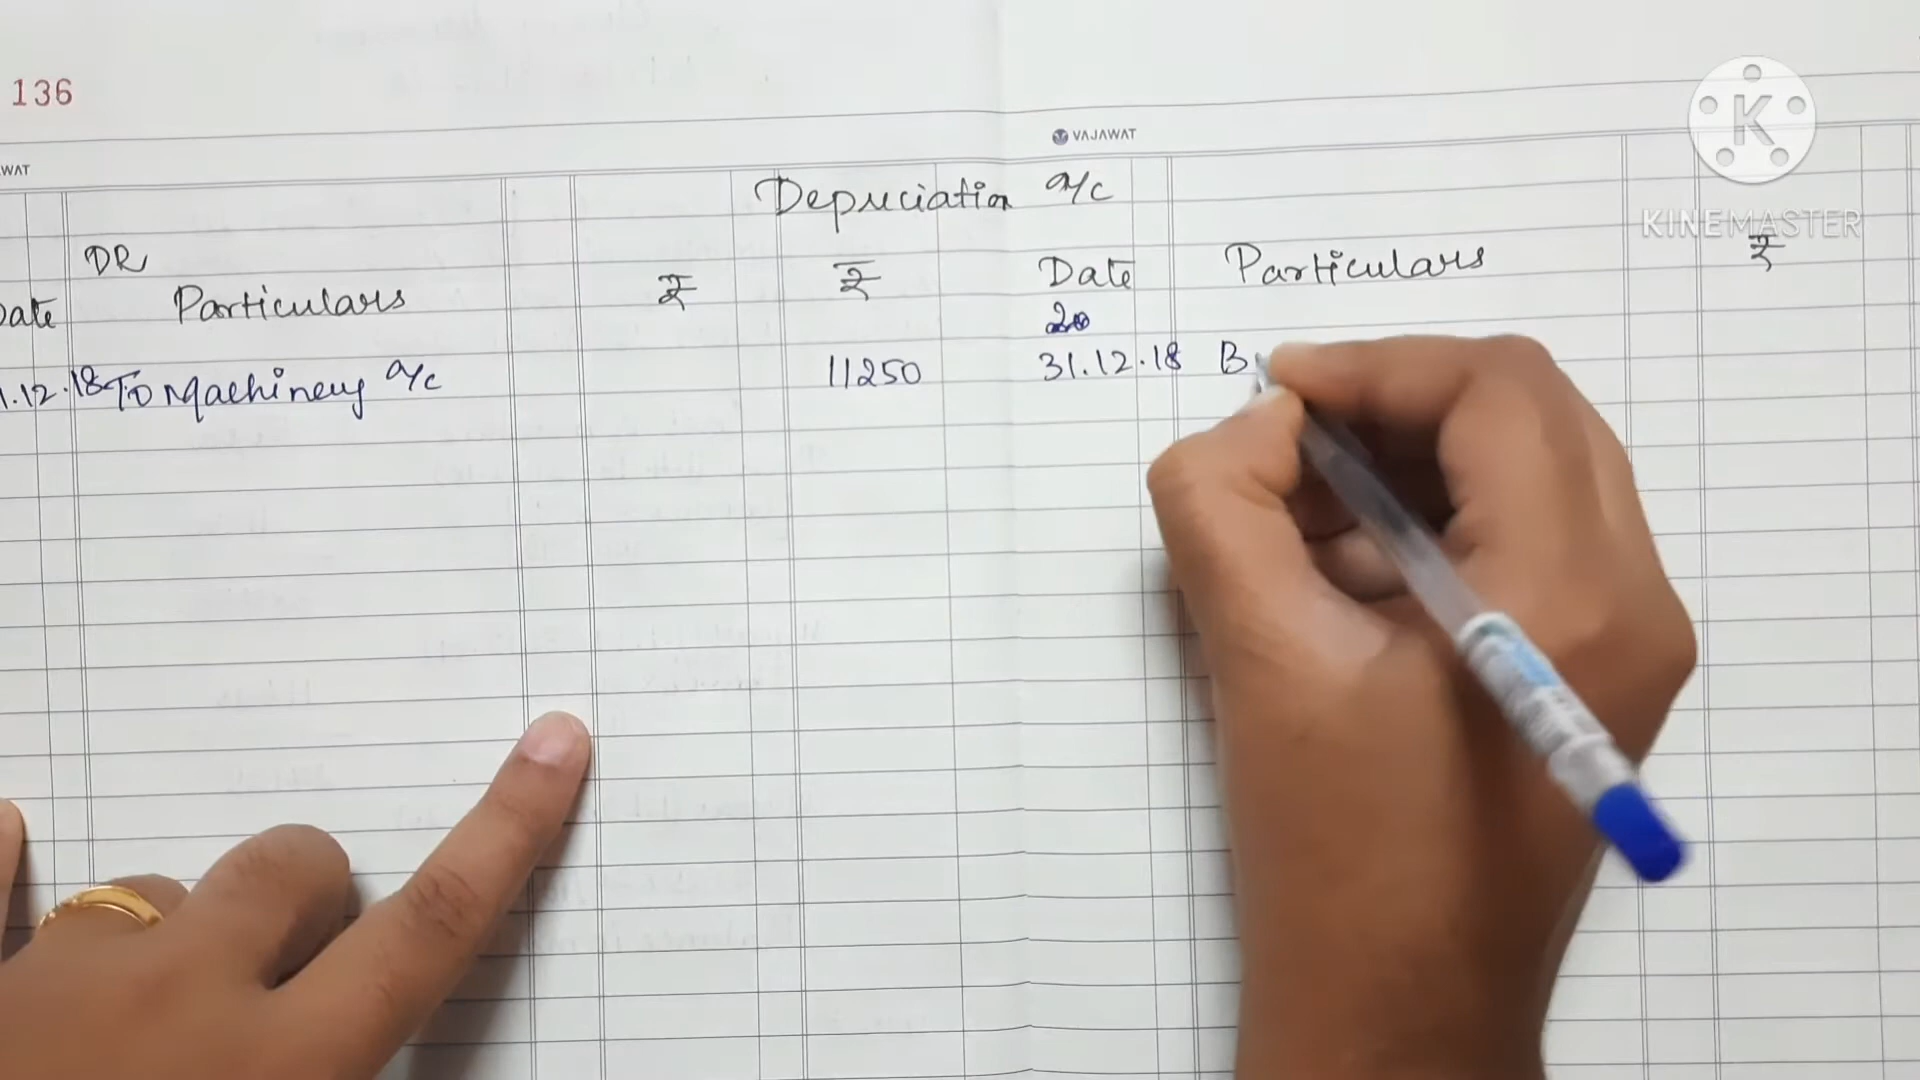 136
VAJAWAT
WAT
KINEMASTER
Depreciation a/c
DR
Date Particulars ₹ ₹ Date Particulars ₹
20
1.12.18 To Machinery a/c 11250 31.12.18 B